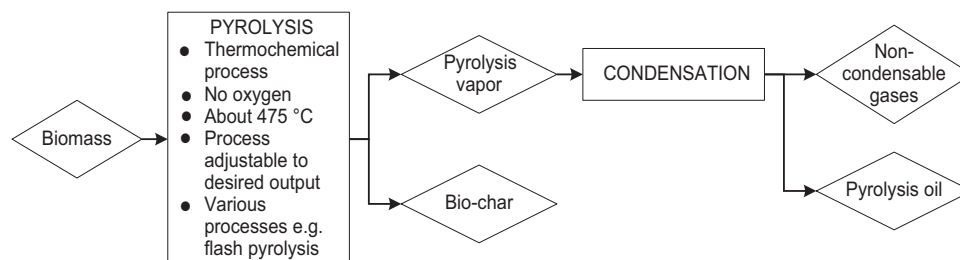 Biomass
PYROLYSIS
● Thermochemical
process
● No oxygen
● About 475 °C
● Process
adjustable to
desired output
● Various
processes e.g.
flash pyrolysis
Pyrolysis
vapor
Bio-char
CONDENSATION
Non-
condensable
gases
Pyrolysis oil